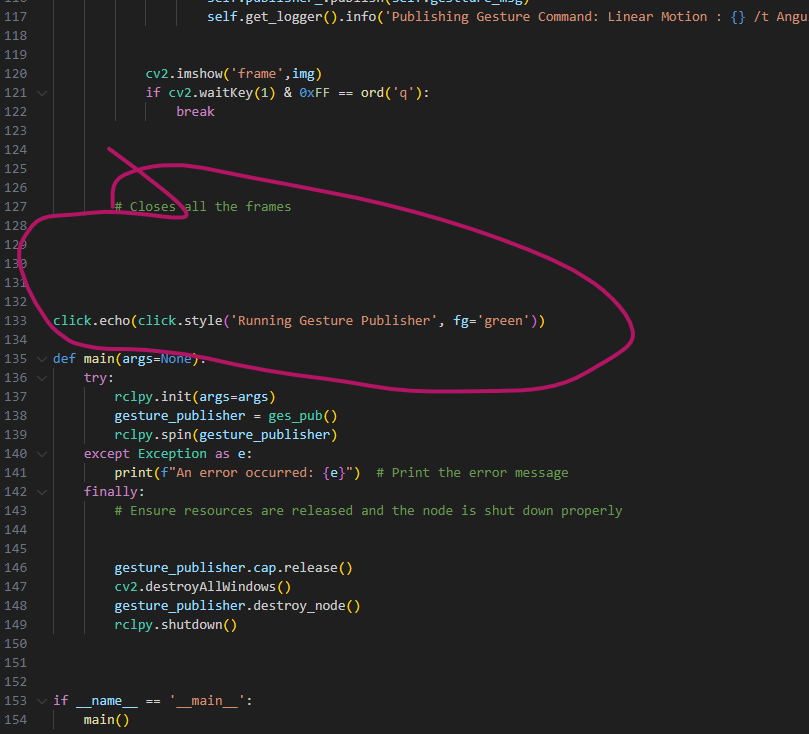 116 self.publisher_.publish(self.gesture_msg)
117 self.get_logger().info('Publishing Gesture Command: Linear Motion : {} /t Angu
118
119
120 cv2.imshow('frame',img)
121 if cv2.waitKey(1) & 0xFF == ord('q'):
122 break
123
124
125
126
127 # Closes all the frames
128
129
130
131
132
133 click.echo(click.style('Running Gesture Publisher', fg='green'))
134
135 def main(args=None):
136 try:
137 rclpy.init(args=args)
138 gesture_publisher = ges_pub()
139 rclpy.spin(gesture_publisher)
140 except Exception as e:
141 print(f"An error occurred: {e}") # Print the error message
142 finally:
143 # Ensure resources are released and the node is shut down properly
144
145
146 gesture_publisher.cap.release()
147 cv2.destroyAllWindows()
148 gesture_publisher.destroy_node()
149 rclpy.shutdown()
150
151
152
153 if __name__ == '__main__':
154 main()